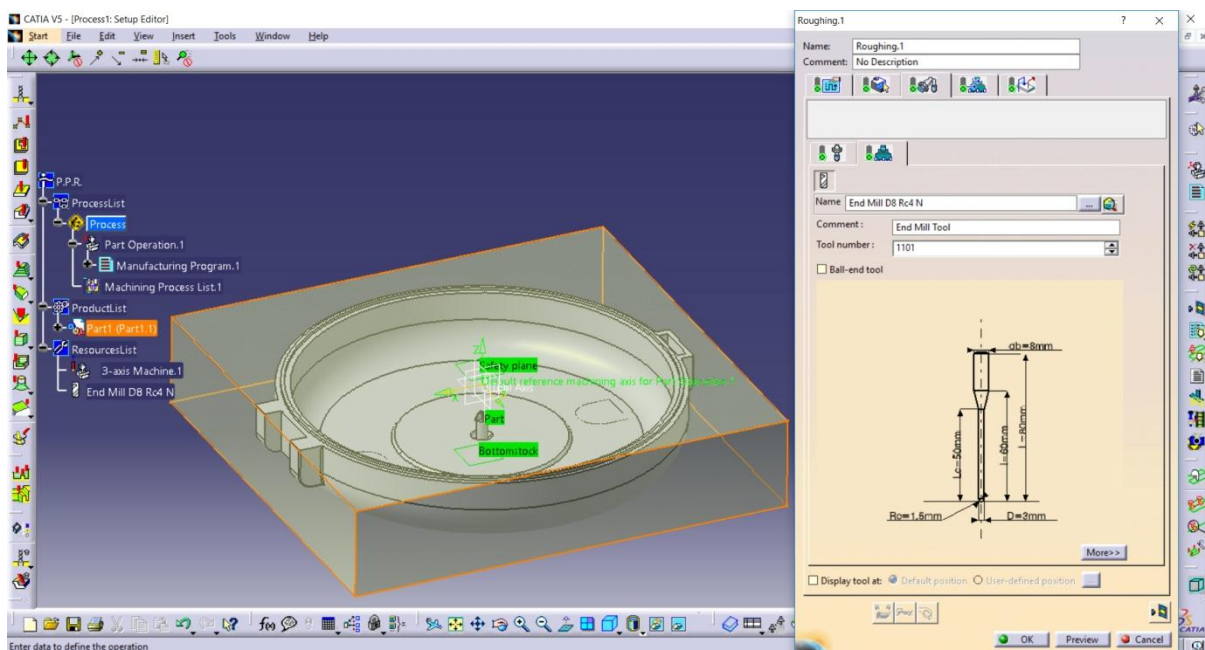 CATIA V5 - [Process1: Setup Editor]
Start File Edit View Insert Tools Window Help
P.P.R.
ProcessList
Process
Part Operation.1
Manufacturing Program.1
Machining Process List.1
ProductList
Part1 (Part1.1)
ResourcesList
3-axis Machine.1
End Mill D8 Rc4 N
Z
Safety plane
Default reference machining axis for Part Operation.1
X
Part
Bottomstock
Roughing.1
Name: Roughing.1
Comment: No Description
Name End Mill D8 Rc4 N ...
Comment : End Mill Tool
Tool number : 1101
Ball-end tool
db=8mm
Lc=50mm
l=60mm
L=80mm
Rc=1.5mm
D=3mm
More>>
Display tool at: Default position User-defined position ...
OK Preview Cancel
f(x)
CATIA
Enter data to define the operation